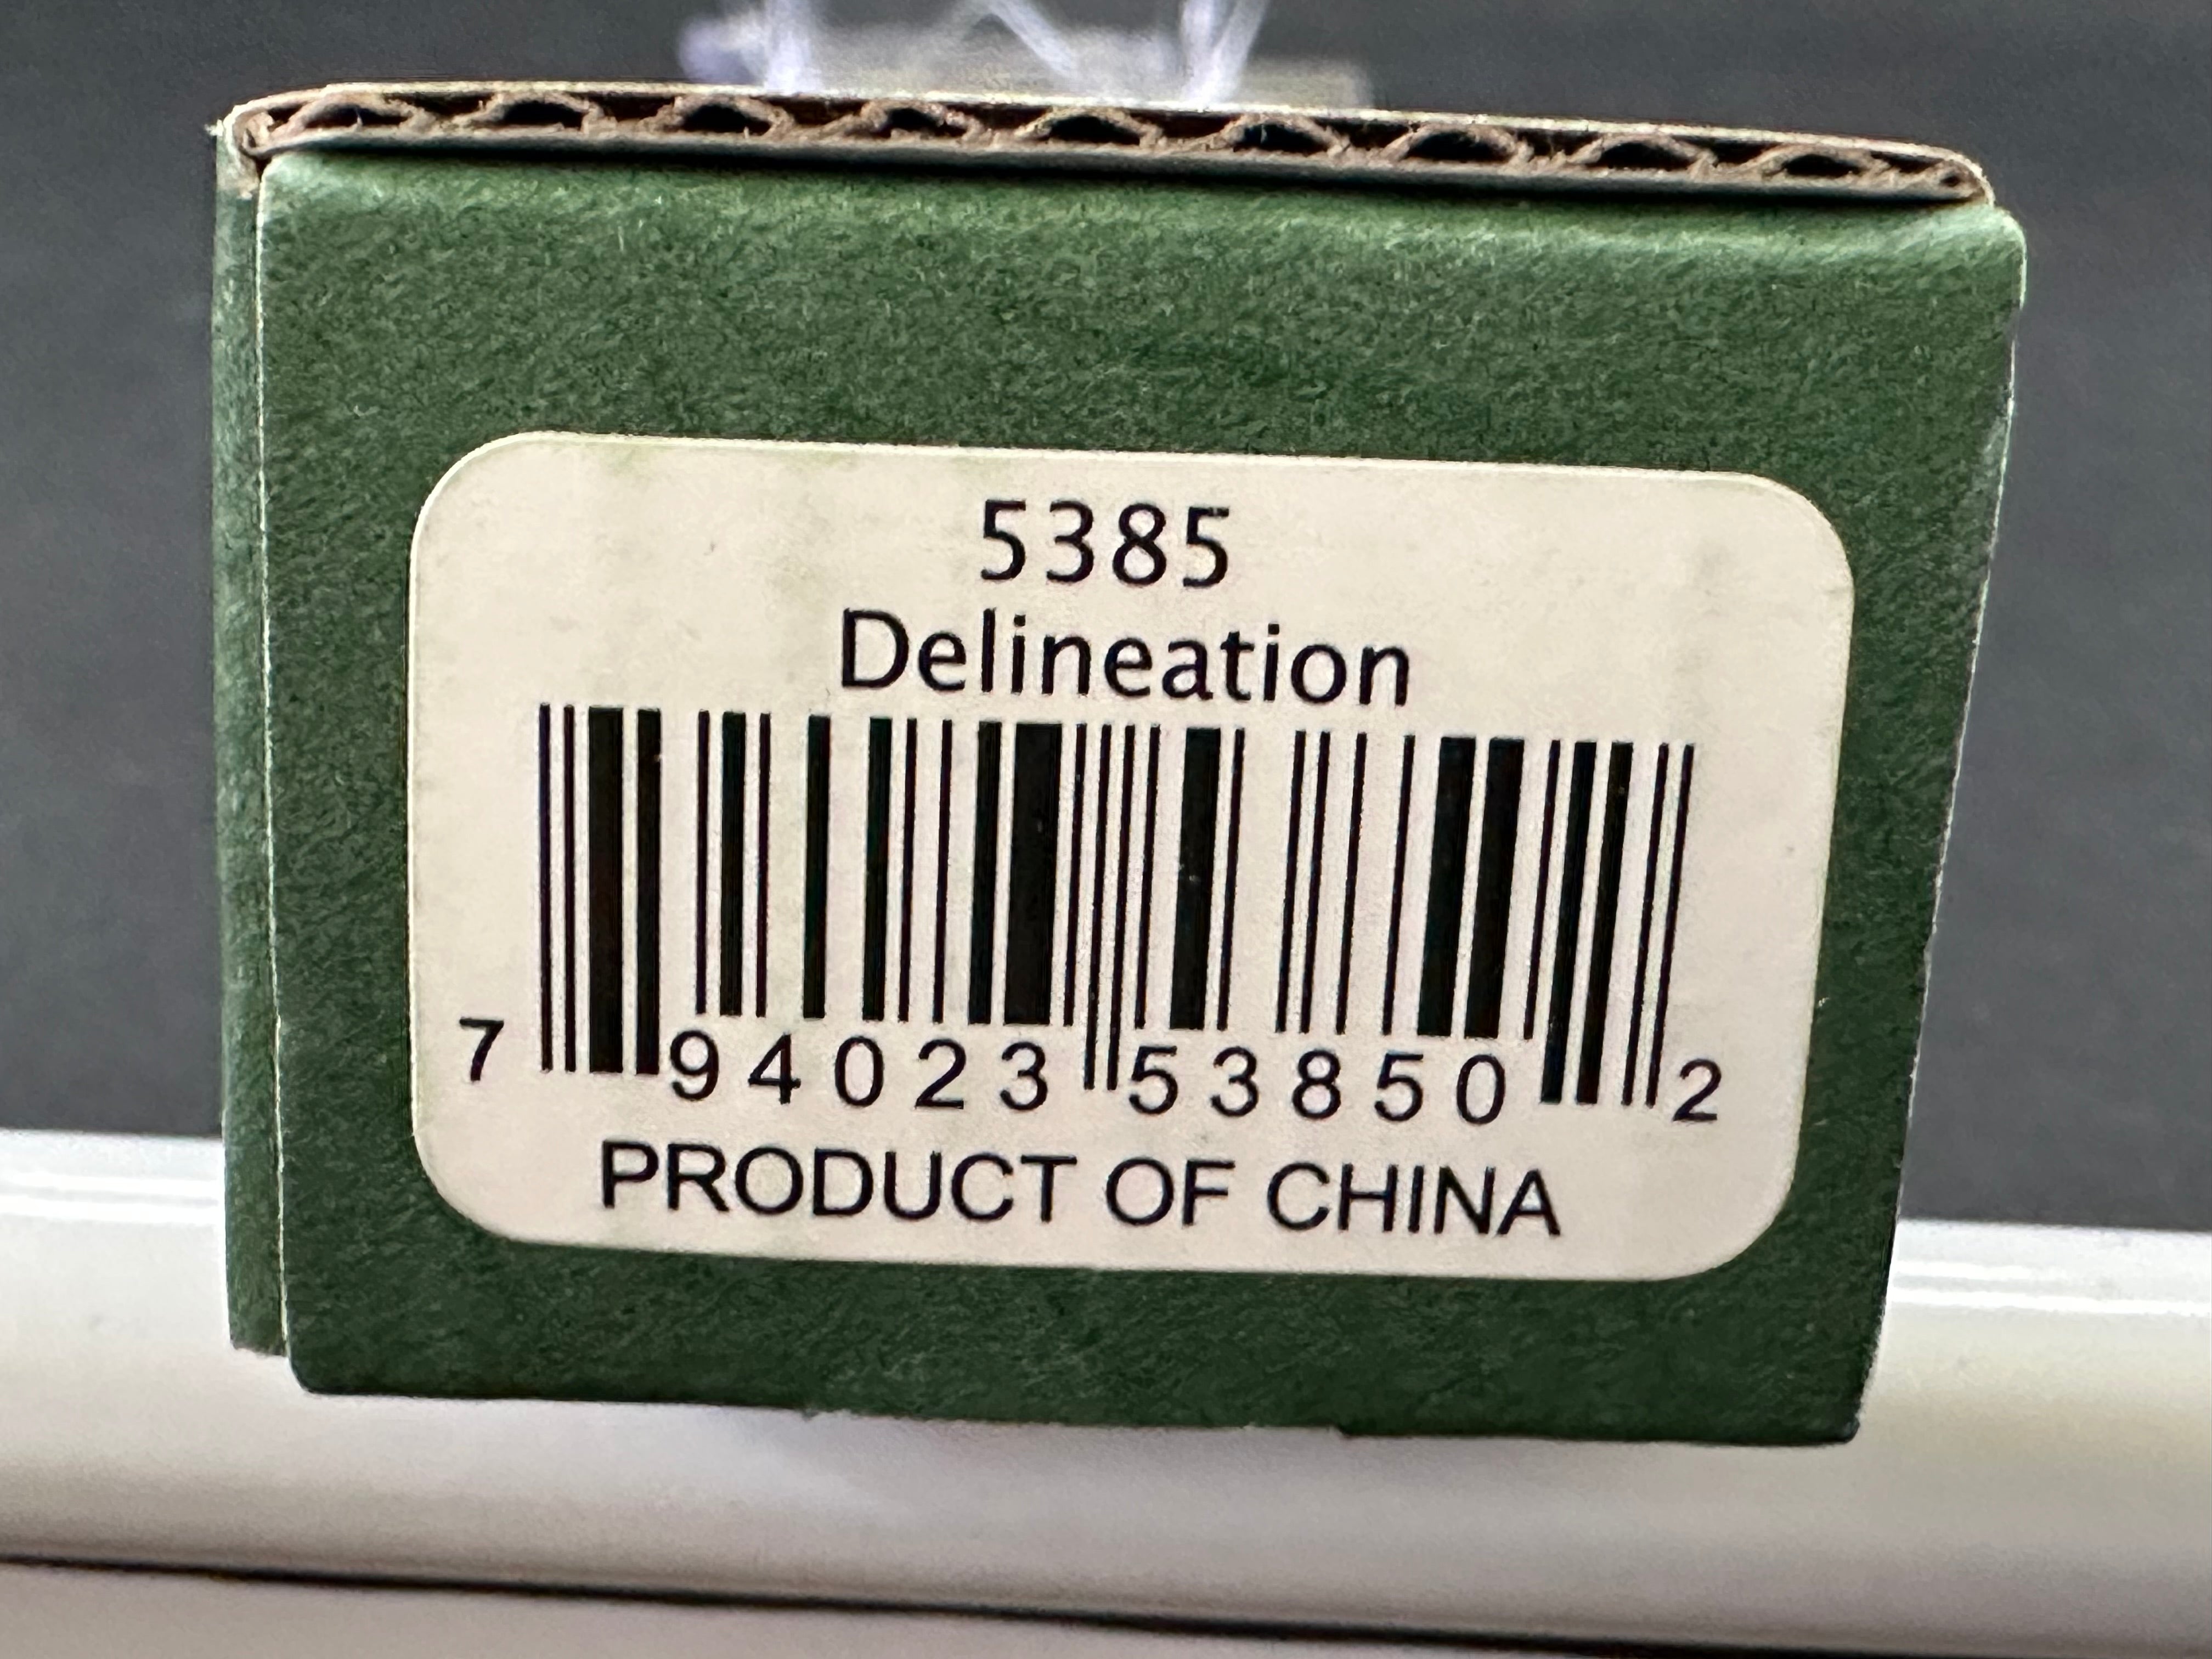 5385
Delineation
7 94023 53850 2
PRODUCT OF CHINA